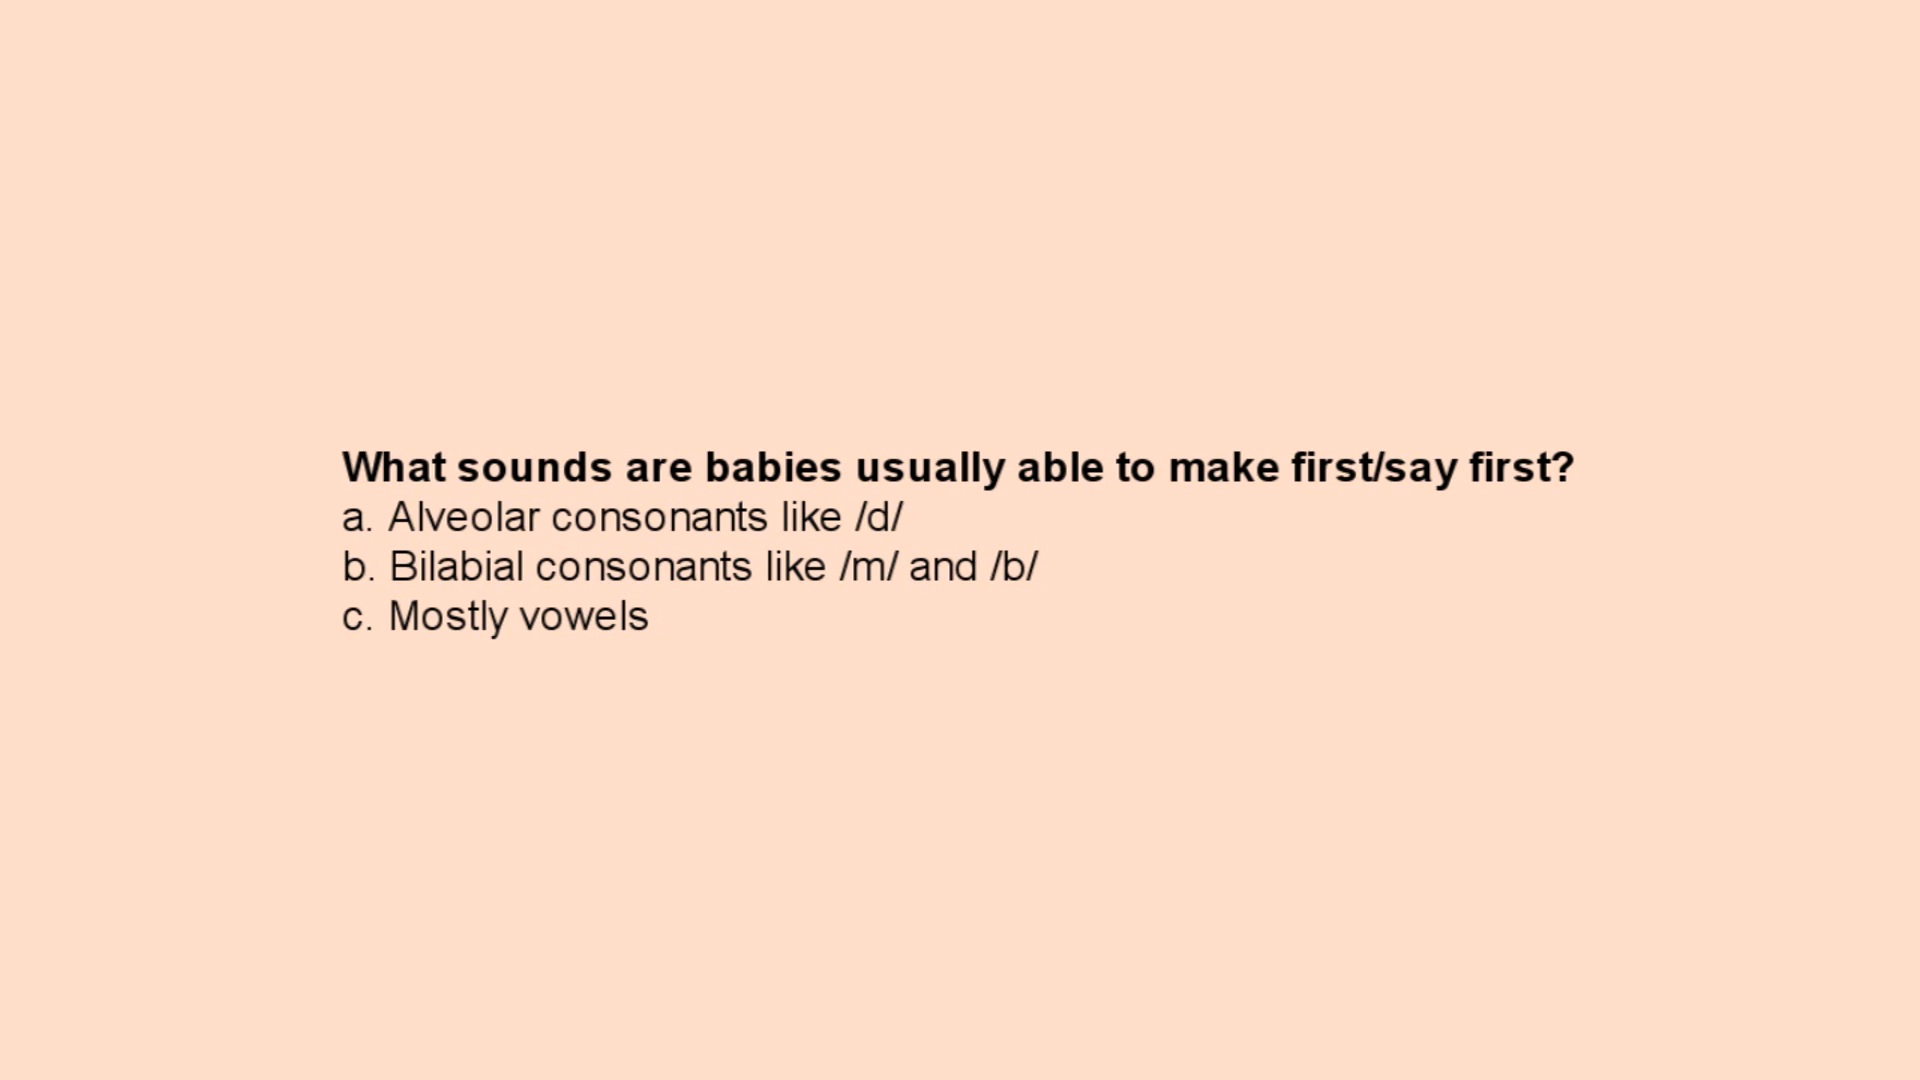 What sounds are babies usually able to make first/say first?
a. Alveolar consonants like /d/
b. Bilabial consonants like /m/ and /b/
c. Mostly vowels